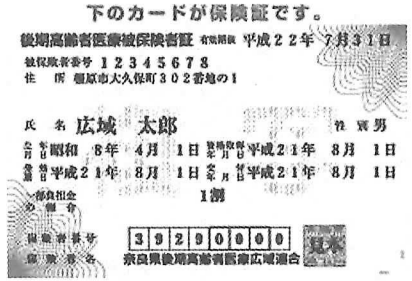 下のカードが保険証です。
後期高齢者医療被保険者証 有効期限 平成22年 7月31日
被保険者番号 12345678
住 所 橿原市大久保町302番地の1
氏 名 広域 太郎 性 別 男
生年月日 昭和 8年 4月 1日 資格取得年月日 平成21年 8月 1日
発効期日 平成21年 8月 1日 交付年月日 平成21年 8月 1日
一部負担金の割合 1割
保険者番号 39290000 見本
保険者名 奈良県後期高齢者医療広域連合